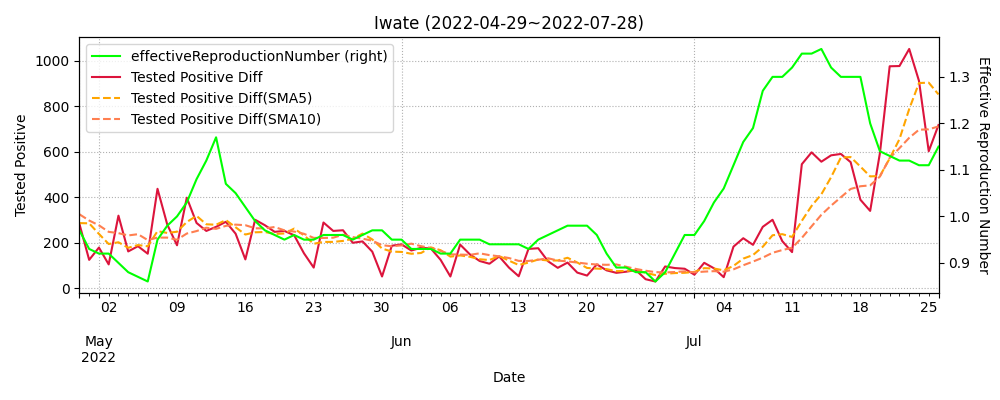 Iwate (2022-04-29~2022-07-28)
effectiveReproductionNumber (right)
Tested Positive Diff
Tested Positive Diff(SMA5)
Tested Positive Diff(SMA10)
Tested Positive
1000
800
600
400
200
0
Effective Reproduction Number
1.3
1.2
1.1
1.0
0.9
02 09 16 23 30 06 13 20 27 04 11 18 25
May Jun Jul
2022
Date